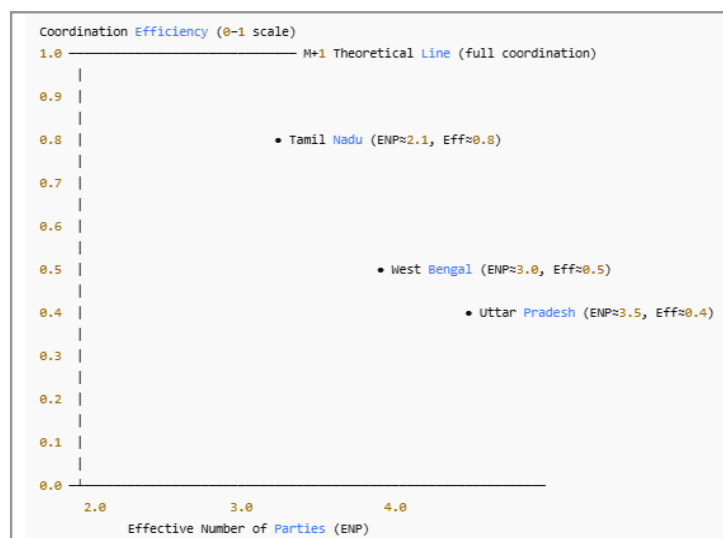 Coordination Efficiency (0–1 scale)
1.0 M+1 Theoretical Line (full coordination)
0.9
0.8 • Tamil Nadu (ENP≈2.1, Eff≈0.8)
0.7
0.6
0.5 • West Bengal (ENP≈3.0, Eff≈0.5)
0.4 • Uttar Pradesh (ENP≈3.5, Eff≈0.4)
0.3
0.2
0.1
0.0
2.0 3.0 4.0
Effective Number of Parties (ENP)